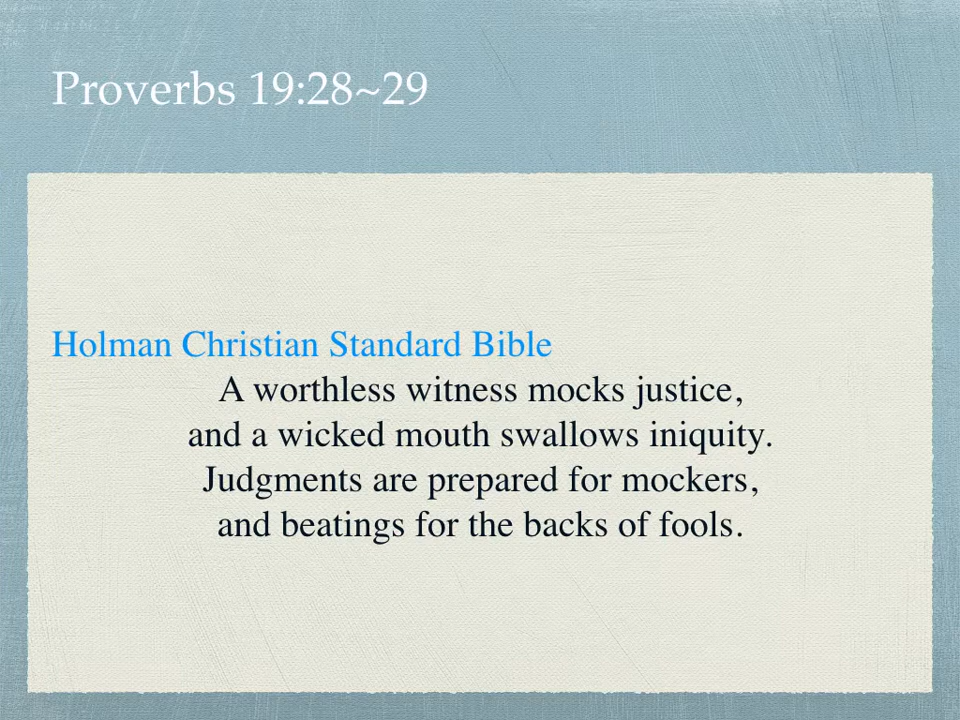 Proverbs 19:28~29
Holman Christian Standard Bible
A worthless witness mocks justice,
and a wicked mouth swallows iniquity.
Judgments are prepared for mockers,
and beatings for the backs of fools.